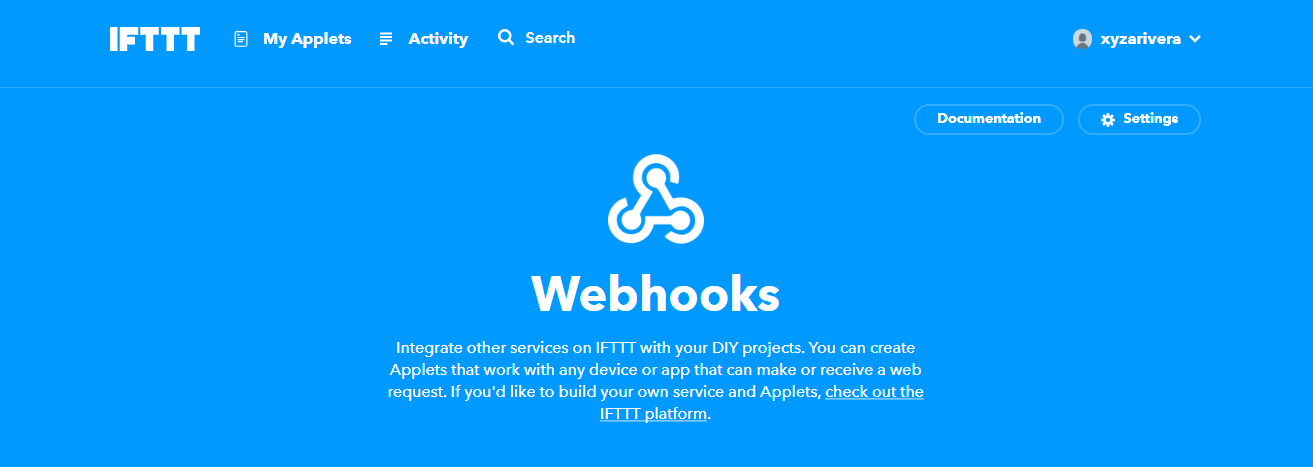 IFTTT My Applets Activity Search xyzarivera
Documentation Settings
Webhooks
Integrate other services on IFTTT with your DIY projects. You can create
Applets that work with any device or app that can make or receive a web
request. If you'd like to build your own service and Applets, check out the
IFTTT platform.